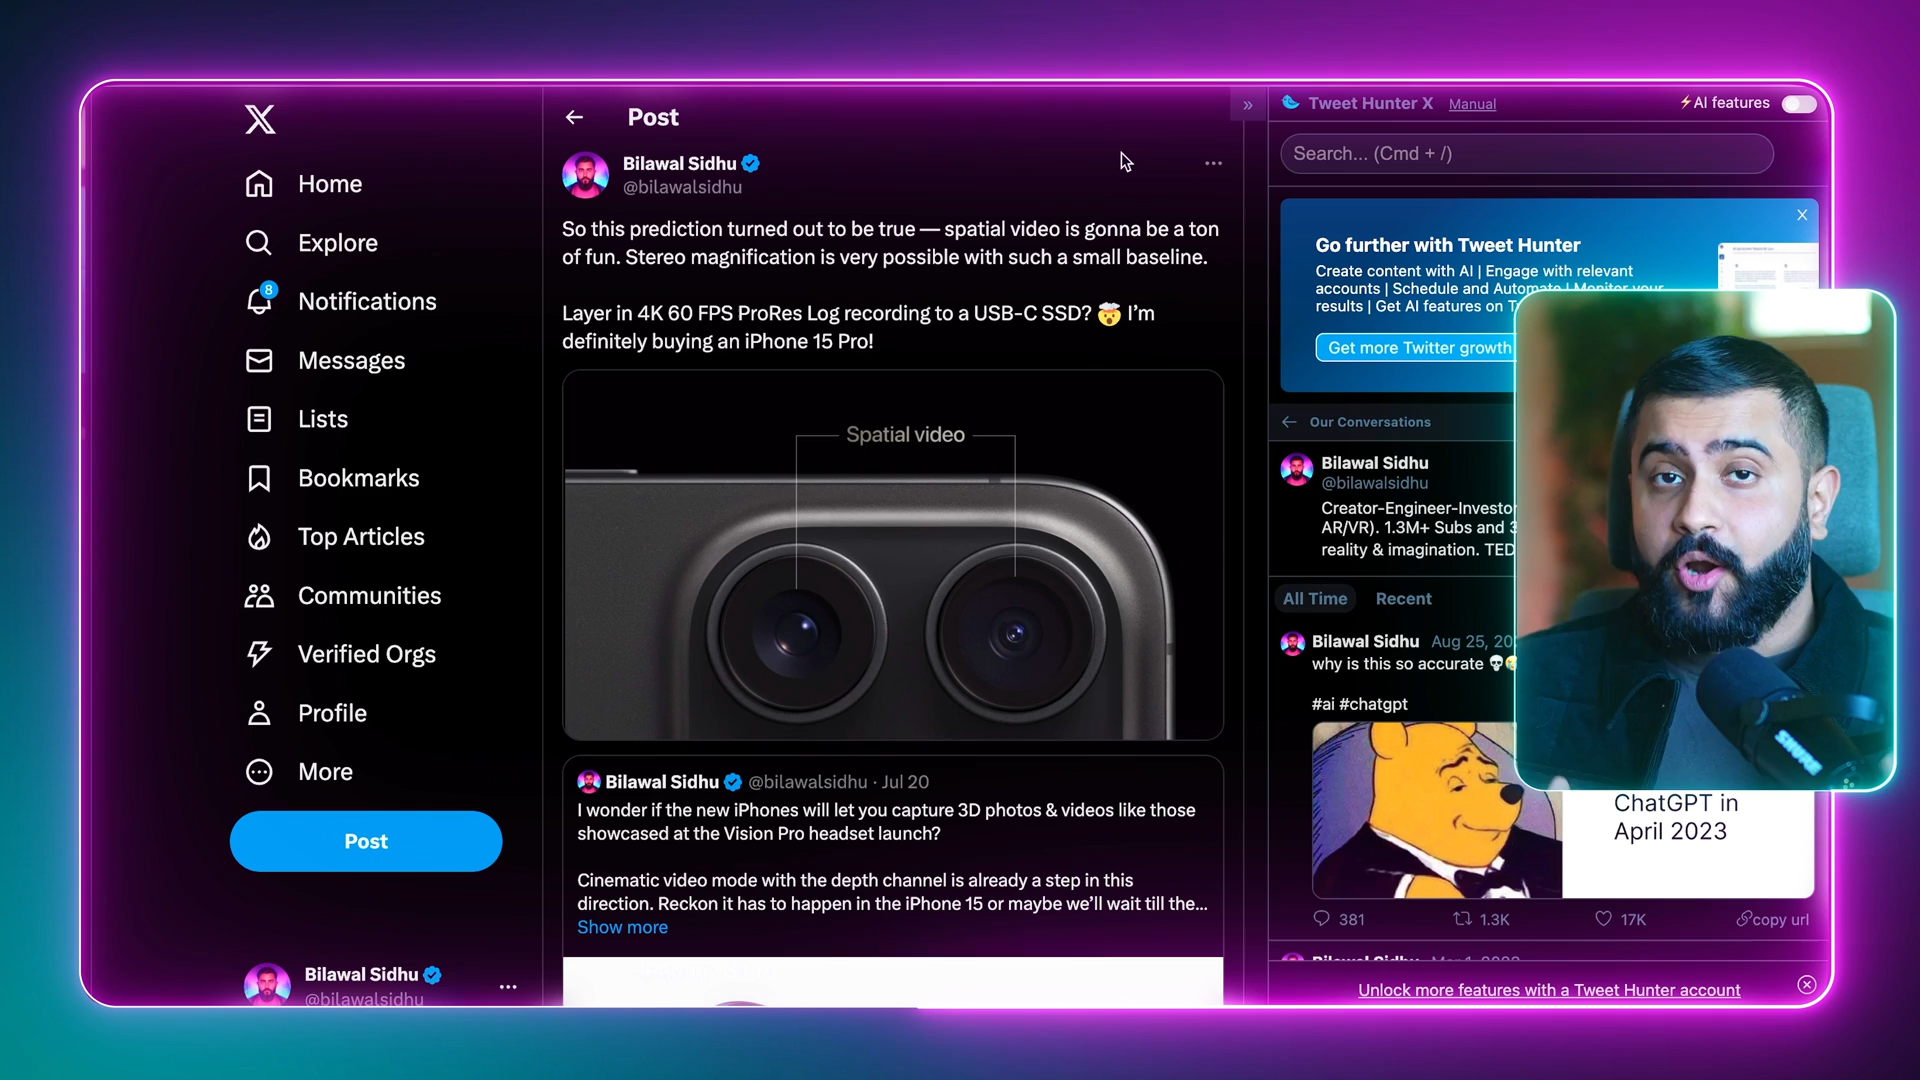 Home
Explore
8
Notifications
Messages
Lists
Bookmarks
Top Articles
Communities
Verified Orgs
Profile
More
Post
Bilawal Sidhu
@bilawalsidhu
Post
Bilawal Sidhu
@bilawalsidhu
So this prediction turned out to be true — spatial video is gonna be a ton
of fun. Stereo magnification is very possible with such a small baseline.
Layer in 4K 60 FPS ProRes Log recording to a USB-C SSD? 🤯 I’m
definitely buying an iPhone 15 Pro!
Spatial video
Bilawal Sidhu @bilawalsidhu · Jul 20
I wonder if the new iPhones will let you capture 3D photos & videos like those
showcased at the Vision Pro headset launch?
Cinematic video mode with the depth channel is already a step in this
direction. Reckon it has to happen in the iPhone 15 or maybe we’ll wait till the...
Show more
»
Tweet Hunter X Manual ⚡AI features
Search... (Cmd + /)
X
Go further with Tweet Hunter
Create content with AI | Engage with relevant
accounts | Schedule and Automate | Monitor your
results | Get AI features on
Get more Twitter growth
Our Conversations
Bilawal Sidhu
@bilawalsidhu
Creator-Engineer-Investo
AR/VR). 1.3M+ Subs and
reality & imagination. TED
All Time Recent
Bilawal Sidhu Aug 25, 20
why is this so accurate 💀
#ai #chatgpt
SHURE
ChatGPT in
April 2023
381 1.3K 17K copy url
Bilawal Sidhu
Unlock more features with a Tweet Hunter account